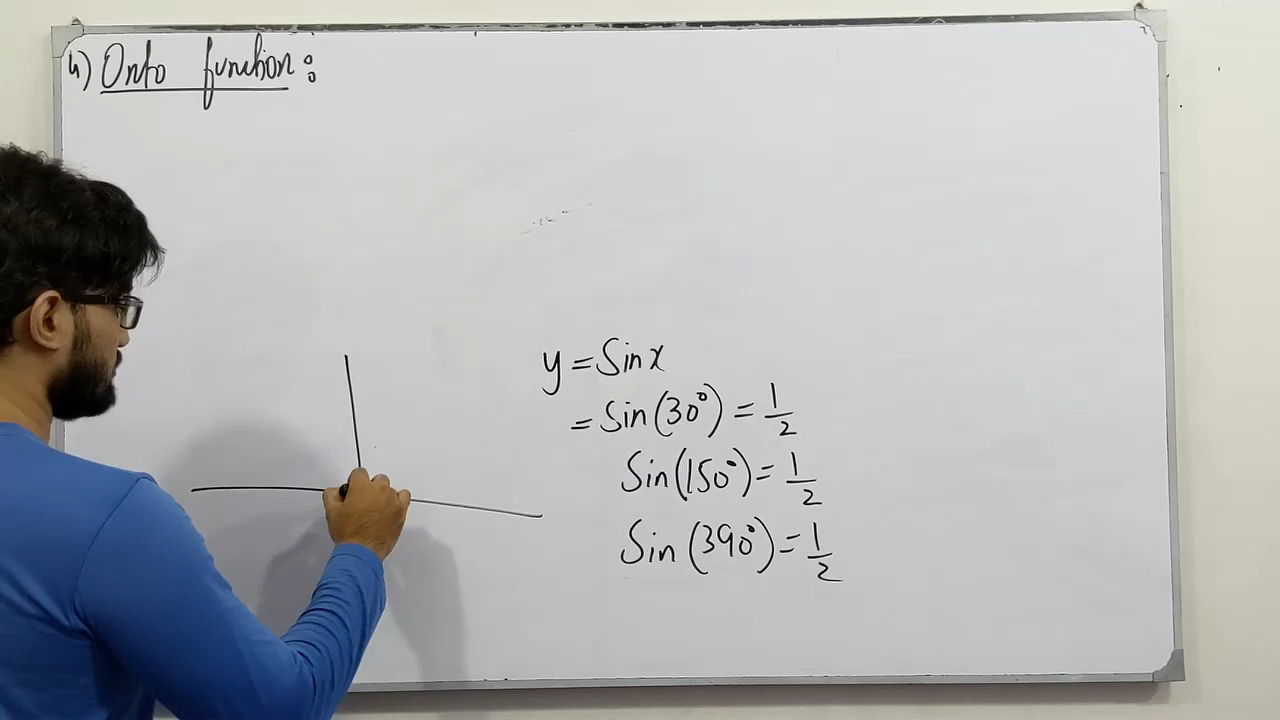 4) Onto function:
y = Sin x
= Sin (30°) = 1/2
Sin (150°) = 1/2
Sin (390°) = 1/2